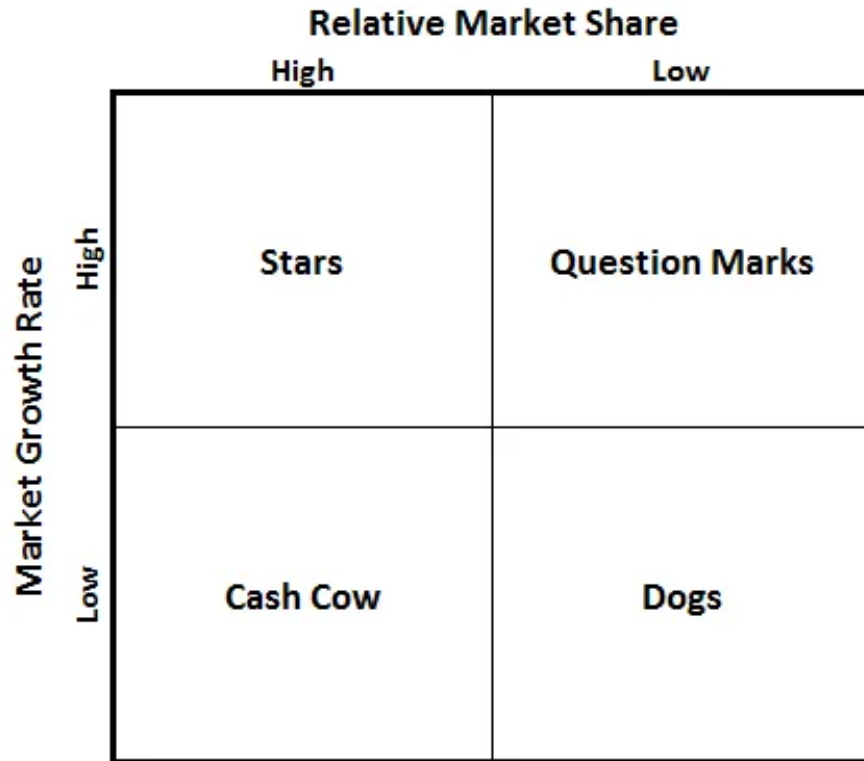 Relative Market Share
High Low
Market Growth Rate
High
Stars Question Marks
Low
Cash Cow Dogs